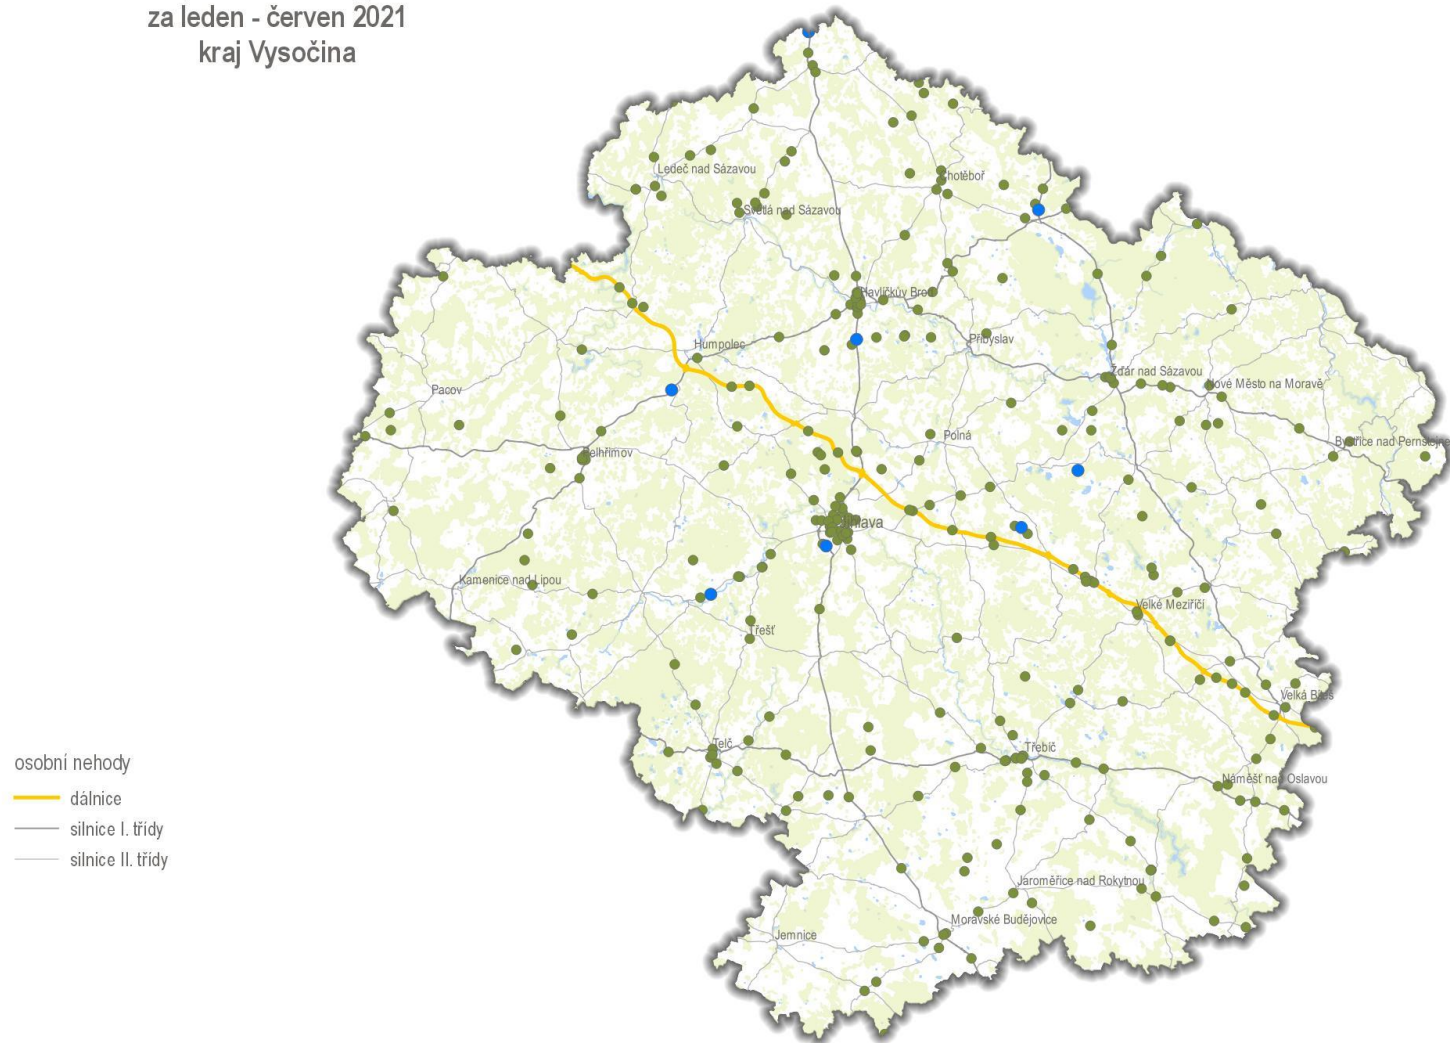 za leden - červen 2021
kraj Vysočina
Ledeč nad Sázavou
Chotěboř
Světlá nad Sázavou
Havlíčkův Brod
Humpolec
Přibyslav
Žďár nad Sázavou
Nové Město na Moravě
Pacov
Polná
Bystřice nad Pernštejnem
Pelhřimov
Jihlava
Kamenice nad Lipou
Velké Meziříčí
Třešť
Velká Bíteš
Telč
Třebíč
Náměšť nad Oslavou
Jaroměřice nad Rokytnou
Moravské Budějovice
Jemnice
osobní nehody
dálnice
silnice I. třídy
silnice II. třídy